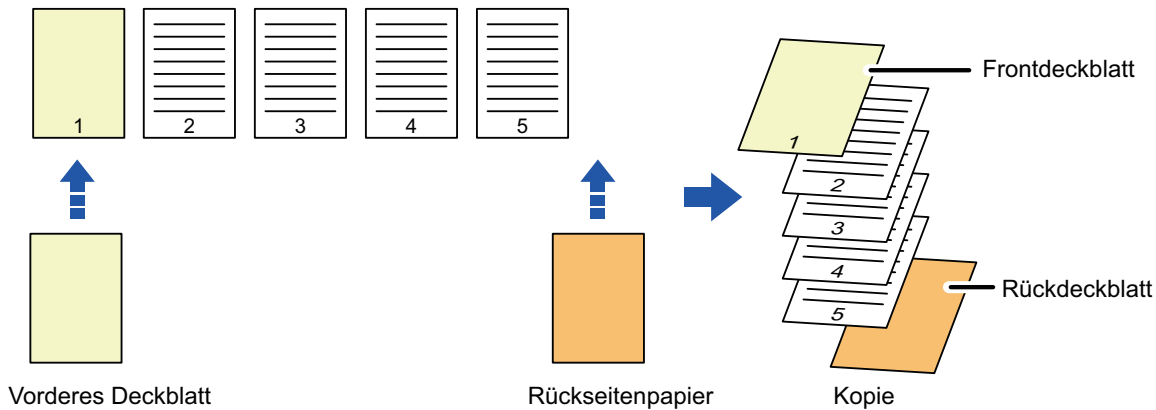 1 2 3 4 5
Frontdeckblatt
1
2
3
4
5
Rückdeckblatt
Vorderes Deckblatt
Rückseitenpapier
Kopie